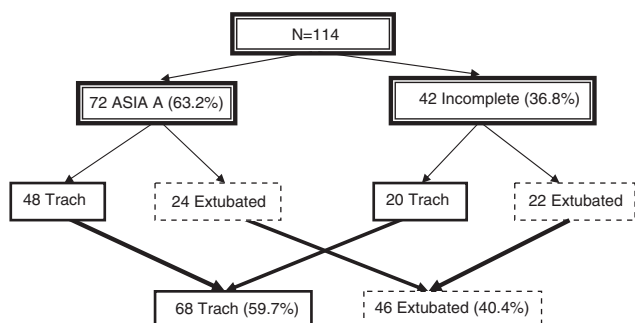 N=114
72 ASIA A (63.2%)
42 Incomplete (36.8%)
48 Trach
24 Extubated
20 Trach
22 Extubated
68 Trach (59.7%)
46 Extubated (40.4%)